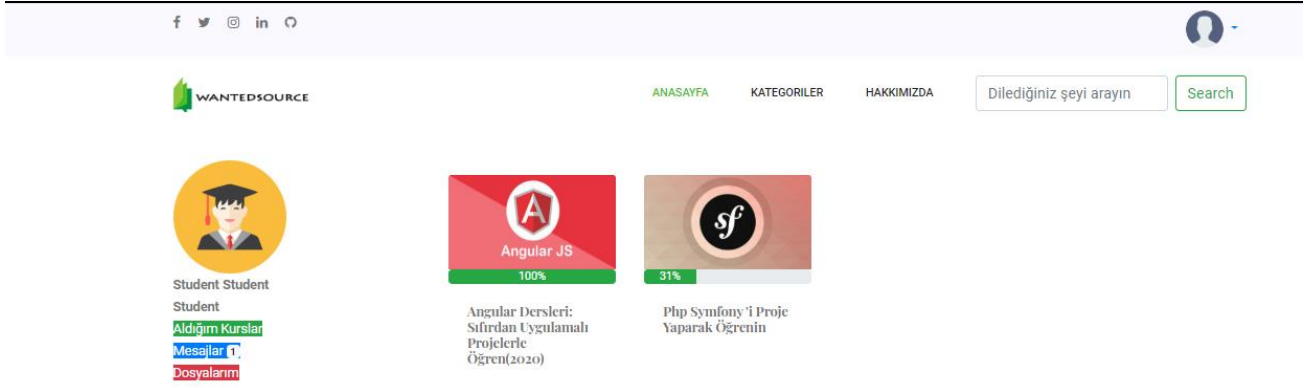 WANTEDSOURCE
ANASAYFA
KATEGORILER
HAKKIMIZDA
Dilediğiniz şeyi arayın
Search
Student Student
Student
Aldığım Kurslar
Mesajlar 1
Dosyalarım
Angular JS
100%
Angular Dersleri:
Sıfırdan Uygulamalı
Projelerle
Öğren(2020)
sf
31%
Php Symfony'i Proje
Yaparak Öğrenin